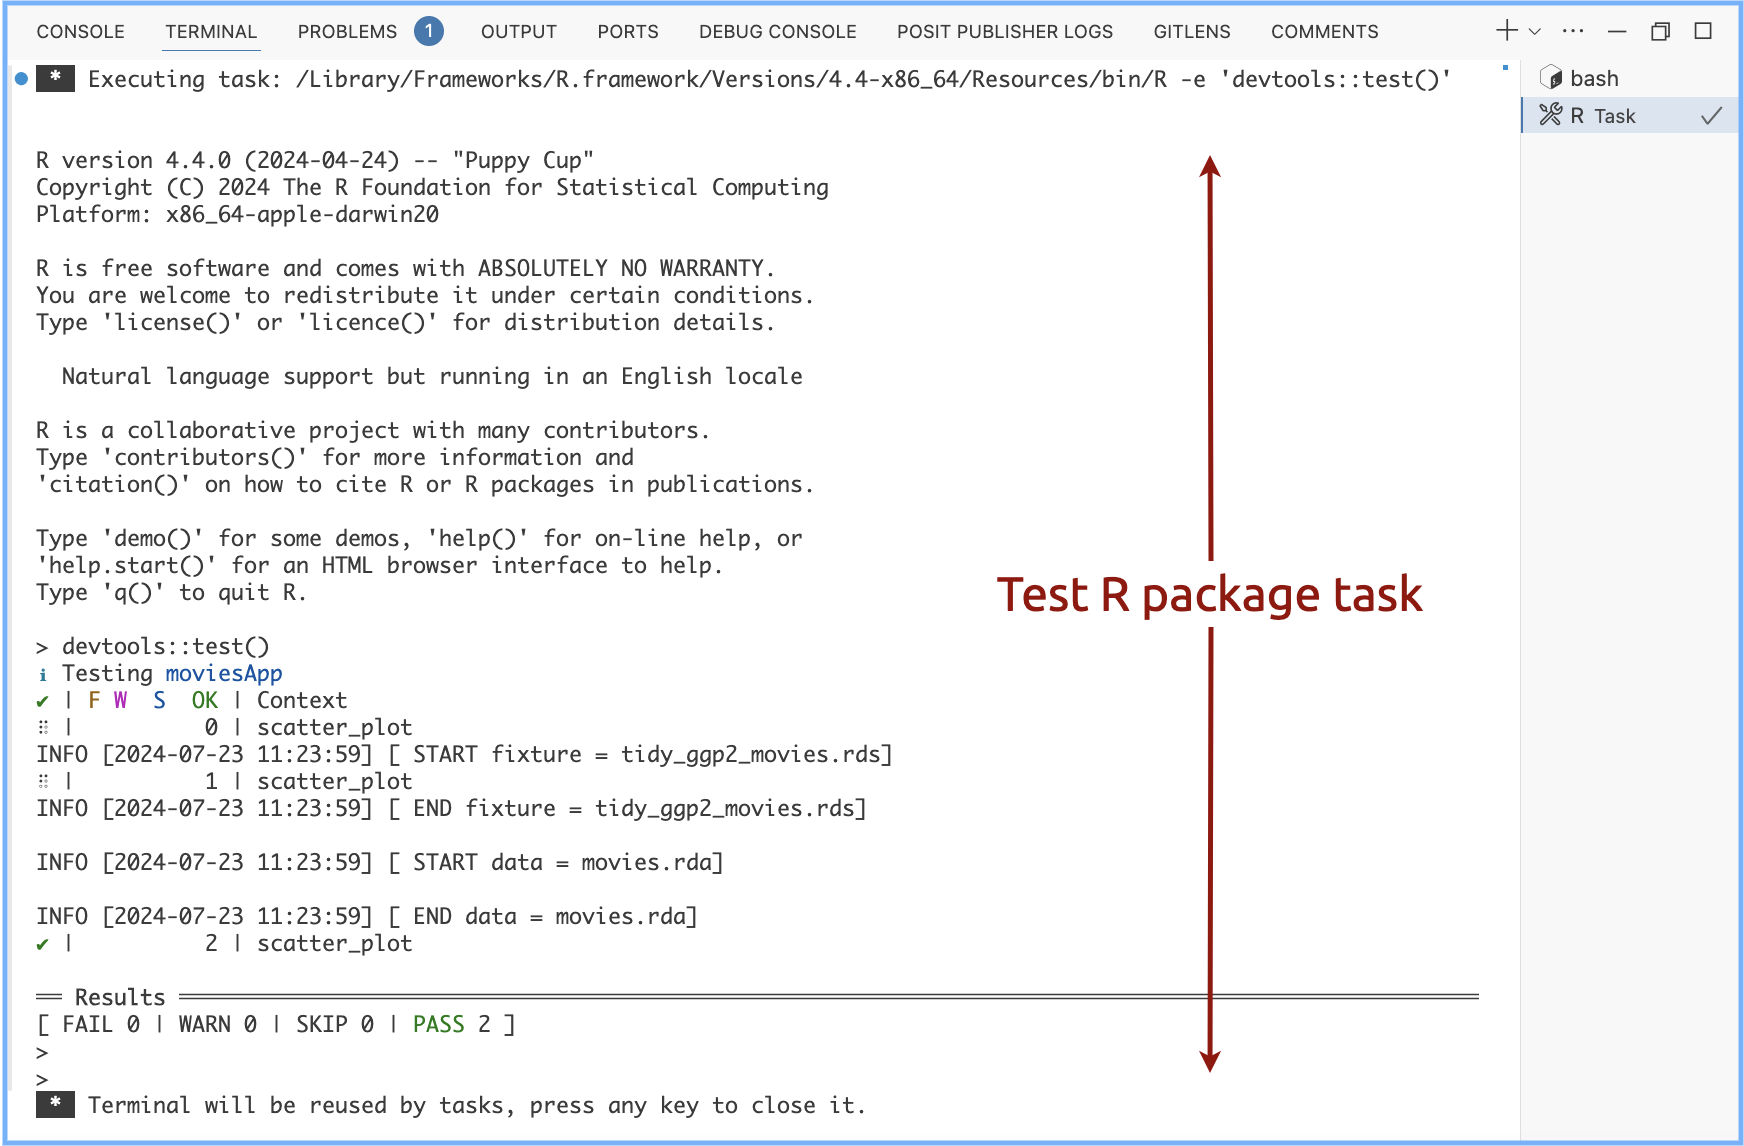 CONSOLE TERMINAL PROBLEMS 1 OUTPUT PORTS DEBUG CONSOLE POSIT PUBLISHER LOGS GITLENS COMMENTS
* Executing task: /Library/Frameworks/R.framework/Versions/4.4-x86_64/Resources/bin/R -e 'devtools::test()'
bash
R Task
R version 4.4.0 (2024-04-24) -- "Puppy Cup"
Copyright (C) 2024 The R Foundation for Statistical Computing
Platform: x86_64-apple-darwin20
R is free software and comes with ABSOLUTELY NO WARRANTY.
You are welcome to redistribute it under certain conditions.
Type 'license()' or 'licence()' for distribution details.
Natural language support but running in an English locale
R is a collaborative project with many contributors.
Type 'contributors()' for more information and
'citation()' on how to cite R or R packages in publications.
Type 'demo()' for some demos, 'help()' for on-line help, or
'help.start()' for an HTML browser interface to help.
Type 'q()' to quit R.
Test R package task
> devtools::test()
ℹ Testing moviesApp
✔ | F W  S  OK | Context
⠏ |          0 | scatter_plot
INFO [2024-07-23 11:23:59] [ START fixture = tidy_ggp2_movies.rds]
⠏ |          1 | scatter_plot
INFO [2024-07-23 11:23:59] [ END fixture = tidy_ggp2_movies.rds]
INFO [2024-07-23 11:23:59] [ START data = movies.rda]
INFO [2024-07-23 11:23:59] [ END data = movies.rda]
✔ |          2 | scatter_plot
══ Results ══════════════════════════════
[ FAIL 0 | WARN 0 | SKIP 0 | PASS 2 ]
>
>
* Terminal will be reused by tasks, press any key to close it.